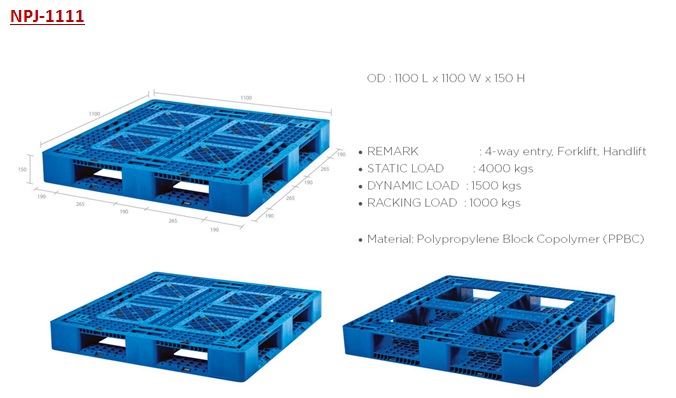 NPJ-1111
OD : 1100 L x 1100 W x 150 H
1100
1100
150
190
265
190
265
190
190
265
190
265
190
• REMARK : 4-way entry, Forklift, Handlift
• STATIC LOAD : 4000 kgs
• DYNAMIC LOAD : 1500 kgs
• RACKING LOAD : 1000 kgs
• Material: Polypropylene Block Copolymer (PPBC)